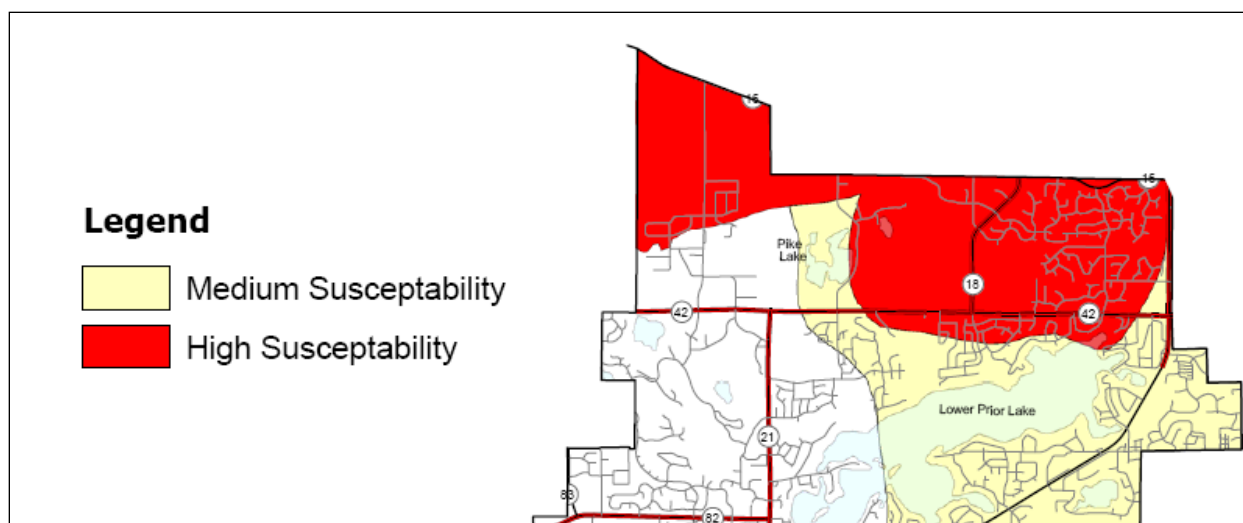 15
15
Legend
Pike
Lake
Medium Susceptability
18
42
42
High Susceptability
Lower Prior Lake
21
83
82